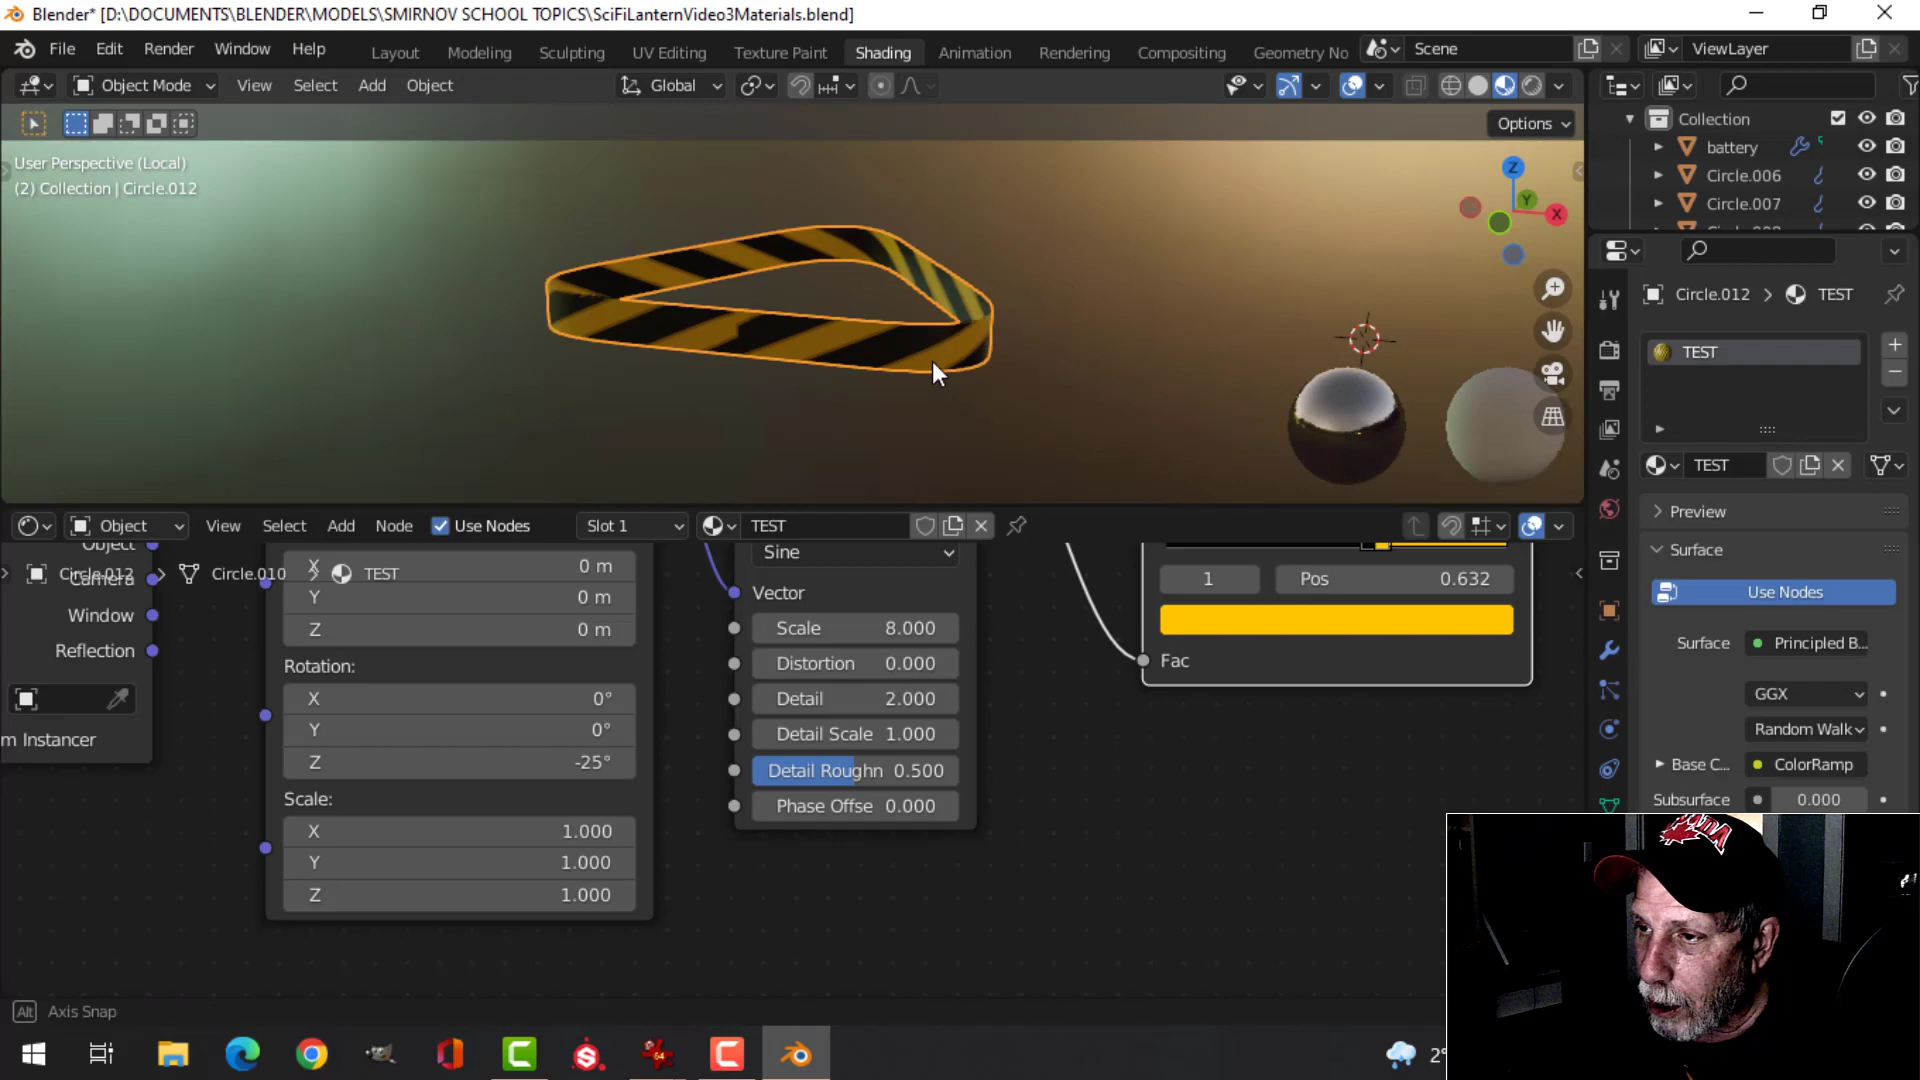 Blender* [D:\DOCUMENTS\BLENDER\MODELS\SMIRNOV SCHOOL TOPICS\SciFiLanternVideo3Materials.blend]
File Edit Render Window Help Layout Modeling Sculpting UV Editing Texture Paint Shading Animation Rendering Compositing Geometry No Scene ViewLayer
Object Mode View Select Add Object Global
Options
User Perspective (Local)
(2) Collection | Circle.012
Z
Y
X
Collection
battery
Circle.006
Circle.007
Circle.012 > TEST
TEST
TEST
Preview
Surface
Use Nodes
Surface Principled B...
GGX
Random Walk
Base C... ColorRamp
Subsurface 0.000
Object View Select Add Node Use Nodes Slot 1 TEST
Object
Circle.012 > Circle.010 > TEST
Camera
Window
Reflection
m Instancer
X 0 m
Y 0 m
Z 0 m
Rotation:
X 0°
Y 0°
Z -25°
Scale:
X 1.000
Y 1.000
Z 1.000
Sine
Vector
Scale 8.000
Distortion 0.000
Detail 2.000
Detail Scale 1.000
Detail Roughn 0.500
Phase Offse 0.000
1 Pos 0.632
Fac
Alt Axis Snap
2°